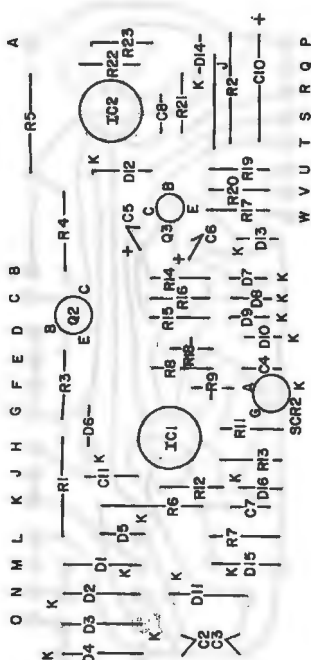 O N M L K J H G F E D C B A
R5
K K B
R1 R3 Q2 R4
E C
D4 D3 D2 D1 D5 C11 D6 D12 R22 R23
K K K K K K
+ C5
IC2
K D11 R6 IC1 R8 R15 R14 + C Q3 B C8
R12 R18 R16 E R21
C2 C3 R9 C6 K D14
K K G A K
D15 R7 C7 D16 R13 R11 C4 D10 D9 D8 D7 D13 R17 R20 R19 R2 J C10 +
SCR2 K K K K
W V U T S R Q P